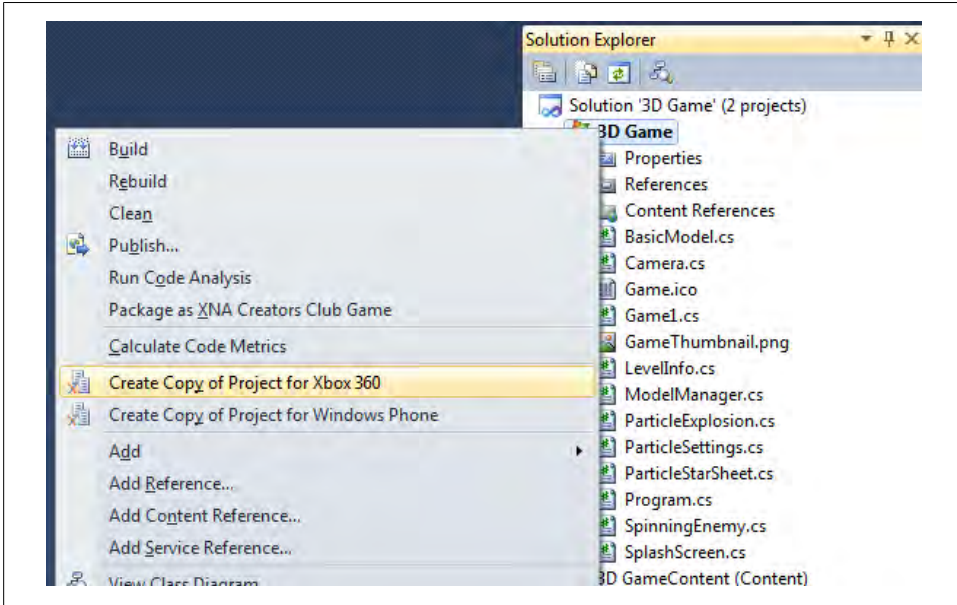 Solution Explorer
Solution '3D Game' (2 projects)
3D Game
Properties
References
Content References
BasicModel.cs
Camera.cs
Game.ico
Game1.cs
GameThumbnail.png
LevelInfo.cs
ModelManager.cs
ParticleExplosion.cs
ParticleSettings.cs
ParticleStarSheet.cs
Program.cs
SpinningEnemy.cs
SplashScreen.cs
3D GameContent (Content)
Build
Rebuild
Clean
Publish...
Run Code Analysis
Package as XNA Creators Club Game
Calculate Code Metrics
Create Copy of Project for Xbox 360
Create Copy of Project for Windows Phone
Add
Add Reference...
Add Content Reference...
Add Service Reference...
View Class Diagram